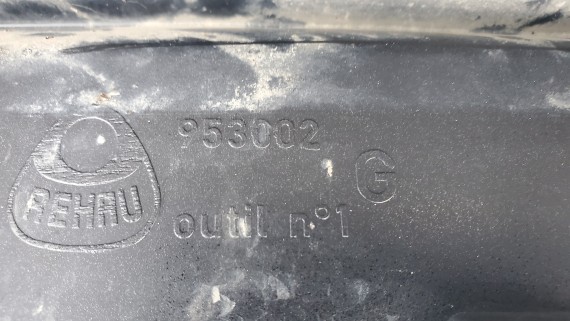 REHAU
953002
G
outil n°1